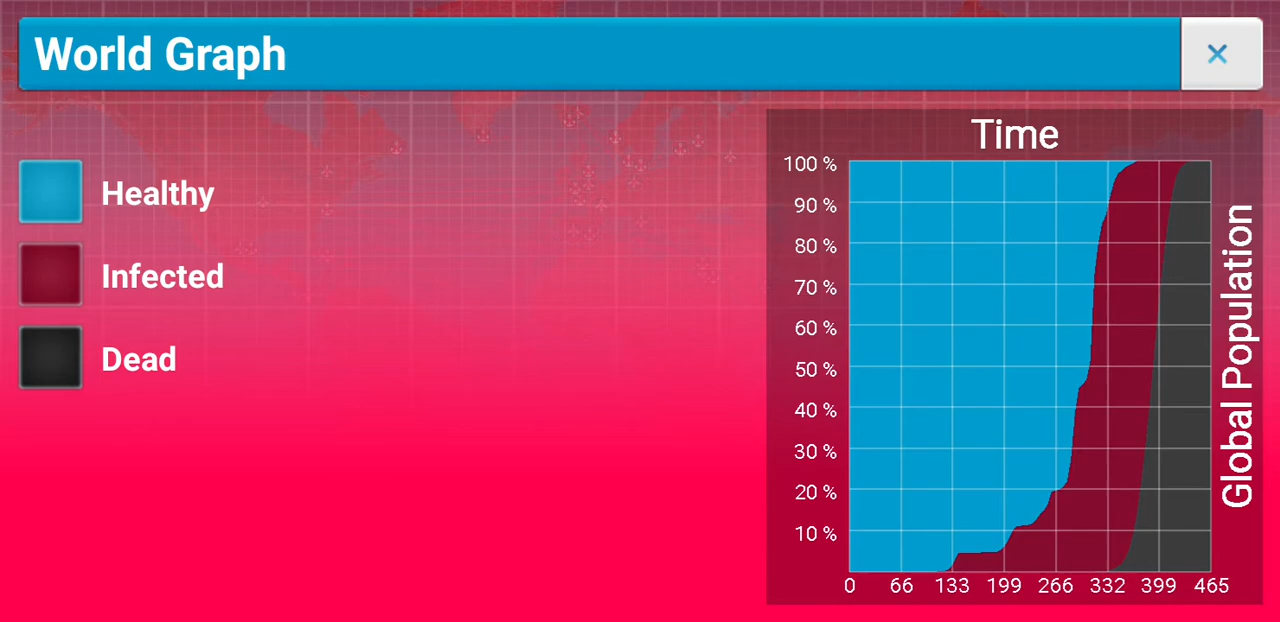 World Graph
×
Healthy
Infected
Dead
Time
100 %
90 %
80 %
70 %
60 %
50 %
40 %
30 %
20 %
10 %
0 66 133 199 266 332 399 465
Global Population